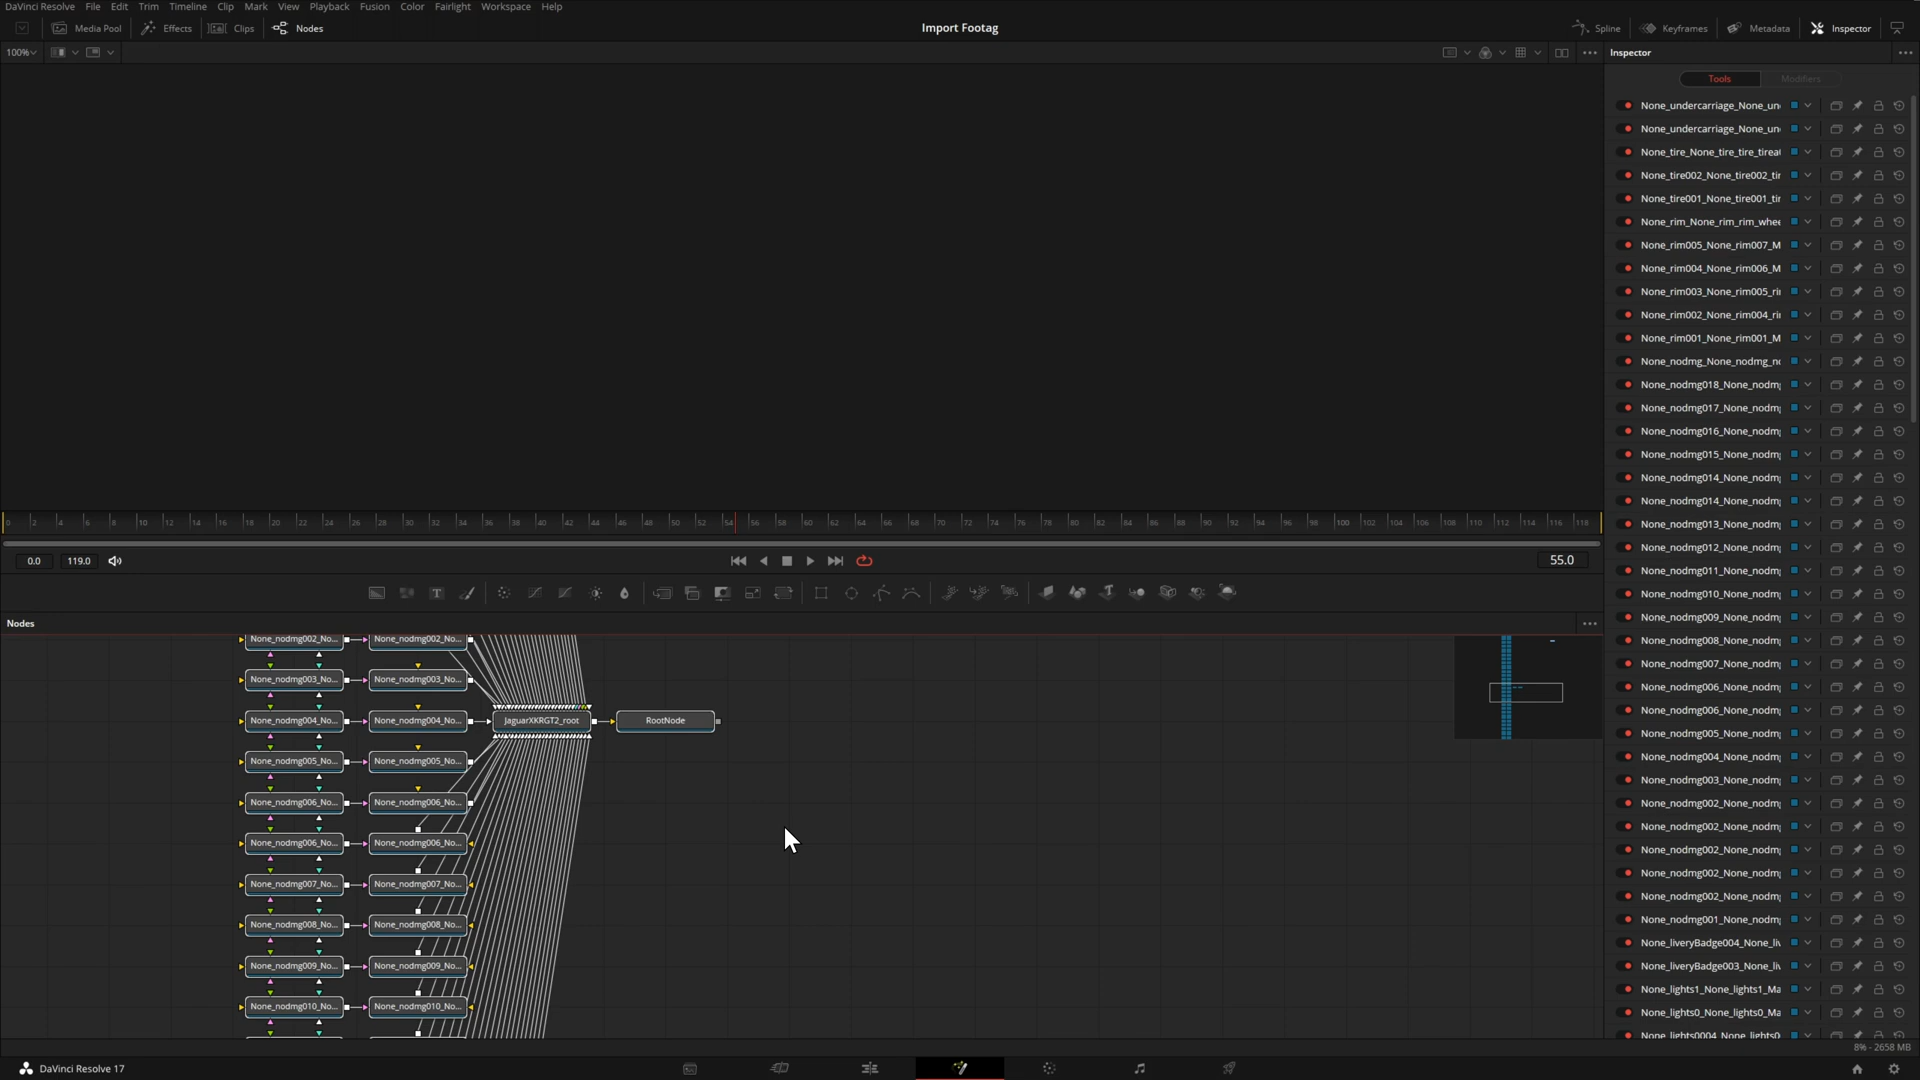 DaVinci Resolve File Edit Trim Timeline Clip Mark View Playback Fusion Color Fairlight Workspace Help
Media Pool Effects Clips Nodes Import Footag Spline Keyframes Metadata Inspector
100% Inspector
Tools Modifiers
None_undercarriage_None_un
None_undercarriage_None_un
None_tire_None_tire_tire_tirea
None_tire002_None_tire002_tir
None_tire001_None_tire001_tir
None_rim_None_rim_rim_whe
None_rim005_None_rim007_M
None_rim004_None_rim006_M
None_rim003_None_rim005_ri
None_rim002_None_rim004_ri
None_rim001_None_rim001_M
None_nodmg_None_nodmg_n
None_nodmg018_None_nodm
None_nodmg017_None_nodm
None_nodmg016_None_nodm
None_nodmg015_None_nodm
None_nodmg014_None_nodm
None_nodmg014_None_nodm
None_nodmg013_None_nodm
None_nodmg012_None_nodm
None_nodmg011_None_nodm
None_nodmg010_None_nodm
None_nodmg009_None_nodm
None_nodmg008_None_nodm
None_nodmg007_None_nodm
None_nodmg006_None_nodm
None_nodmg006_None_nodm
None_nodmg005_None_nodm
None_nodmg004_None_nodm
None_nodmg003_None_nodm
None_nodmg002_None_nodm
None_nodmg002_None_nodm
None_nodmg002_None_nodm
None_nodmg002_None_nodm
None_nodmg002_None_nodm
None_nodmg001_None_nodm
None_liveryBadge004_None_liv
None_liveryBadge003_None_liv
None_lights1_None_lights1_Ma
None_lights0_None_lights0_Ma
None_lights0004_None_lights0
0 2 4 6 8 10 12 14 16 18 20 22 24 26 28 30 32 34 36 38 40 42 44 46 48 50 52 54 56 58 60 62 64 66 68 70 72 74 76 78 80 82 84 86 88 90 92 94 96 98 100 102 104 106 108 110 112 114 116 118
0.0 119.0 55.0
Nodes
None_nodmg002_No... None_nodmg002_No...
None_nodmg003_No... None_nodmg003_No...
None_nodmg004_No... None_nodmg004_No... JaguarXKRGT2_root RootNode
None_nodmg005_No... None_nodmg005_No...
None_nodmg006_No... None_nodmg006_No...
None_nodmg006_No... None_nodmg006_No...
None_nodmg007_No... None_nodmg007_No...
None_nodmg008_No... None_nodmg008_No...
None_nodmg009_No... None_nodmg009_No...
None_nodmg010_No... None_nodmg010_No...
8% - 2658 MB
DaVinci Resolve 17